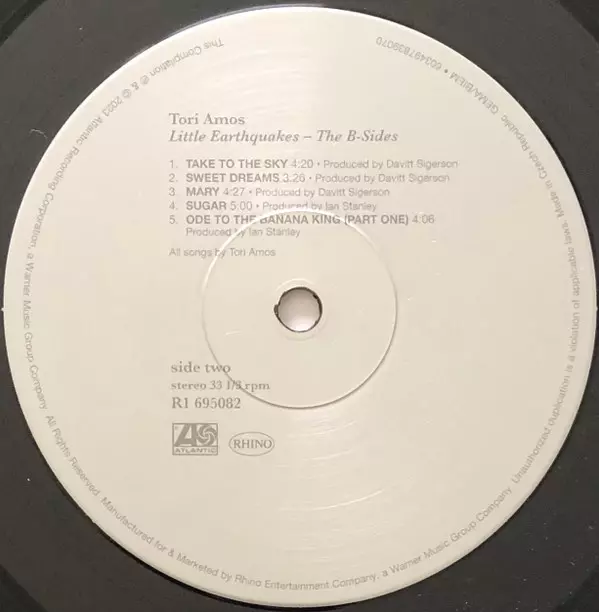 Tori Amos
Little Earthquakes – The B-Sides
1. TAKE TO THE SKY 4:20 • Produced by Davitt Sigerson
2. SWEET DREAMS 3.26 • Produced by Davitt Sigerson
3. MARY 4:27 • Produced by Davitt Sigerson
4. SUGAR 5:00 • Produced by Ian Stanley
5. ODE TO THE BANANA KING (PART ONE) 4:06
Produced by Ian Stanley
All songs by Tori Amos
side two
stereo 33 1/3 rpm
R1 695082
ATLANTIC
RHINO
This Compilation ℗ & © 2023 Atlantic Recording Corporation, a Warner Music Group Company. All Rights Reserved. Manufactured for & Marketed by Rhino Entertainment Company, a Warner Music Group Company. Unauthorized duplication is a violation of applicable laws. Made in Czech Republic GEMA/BIEM • 603497839070